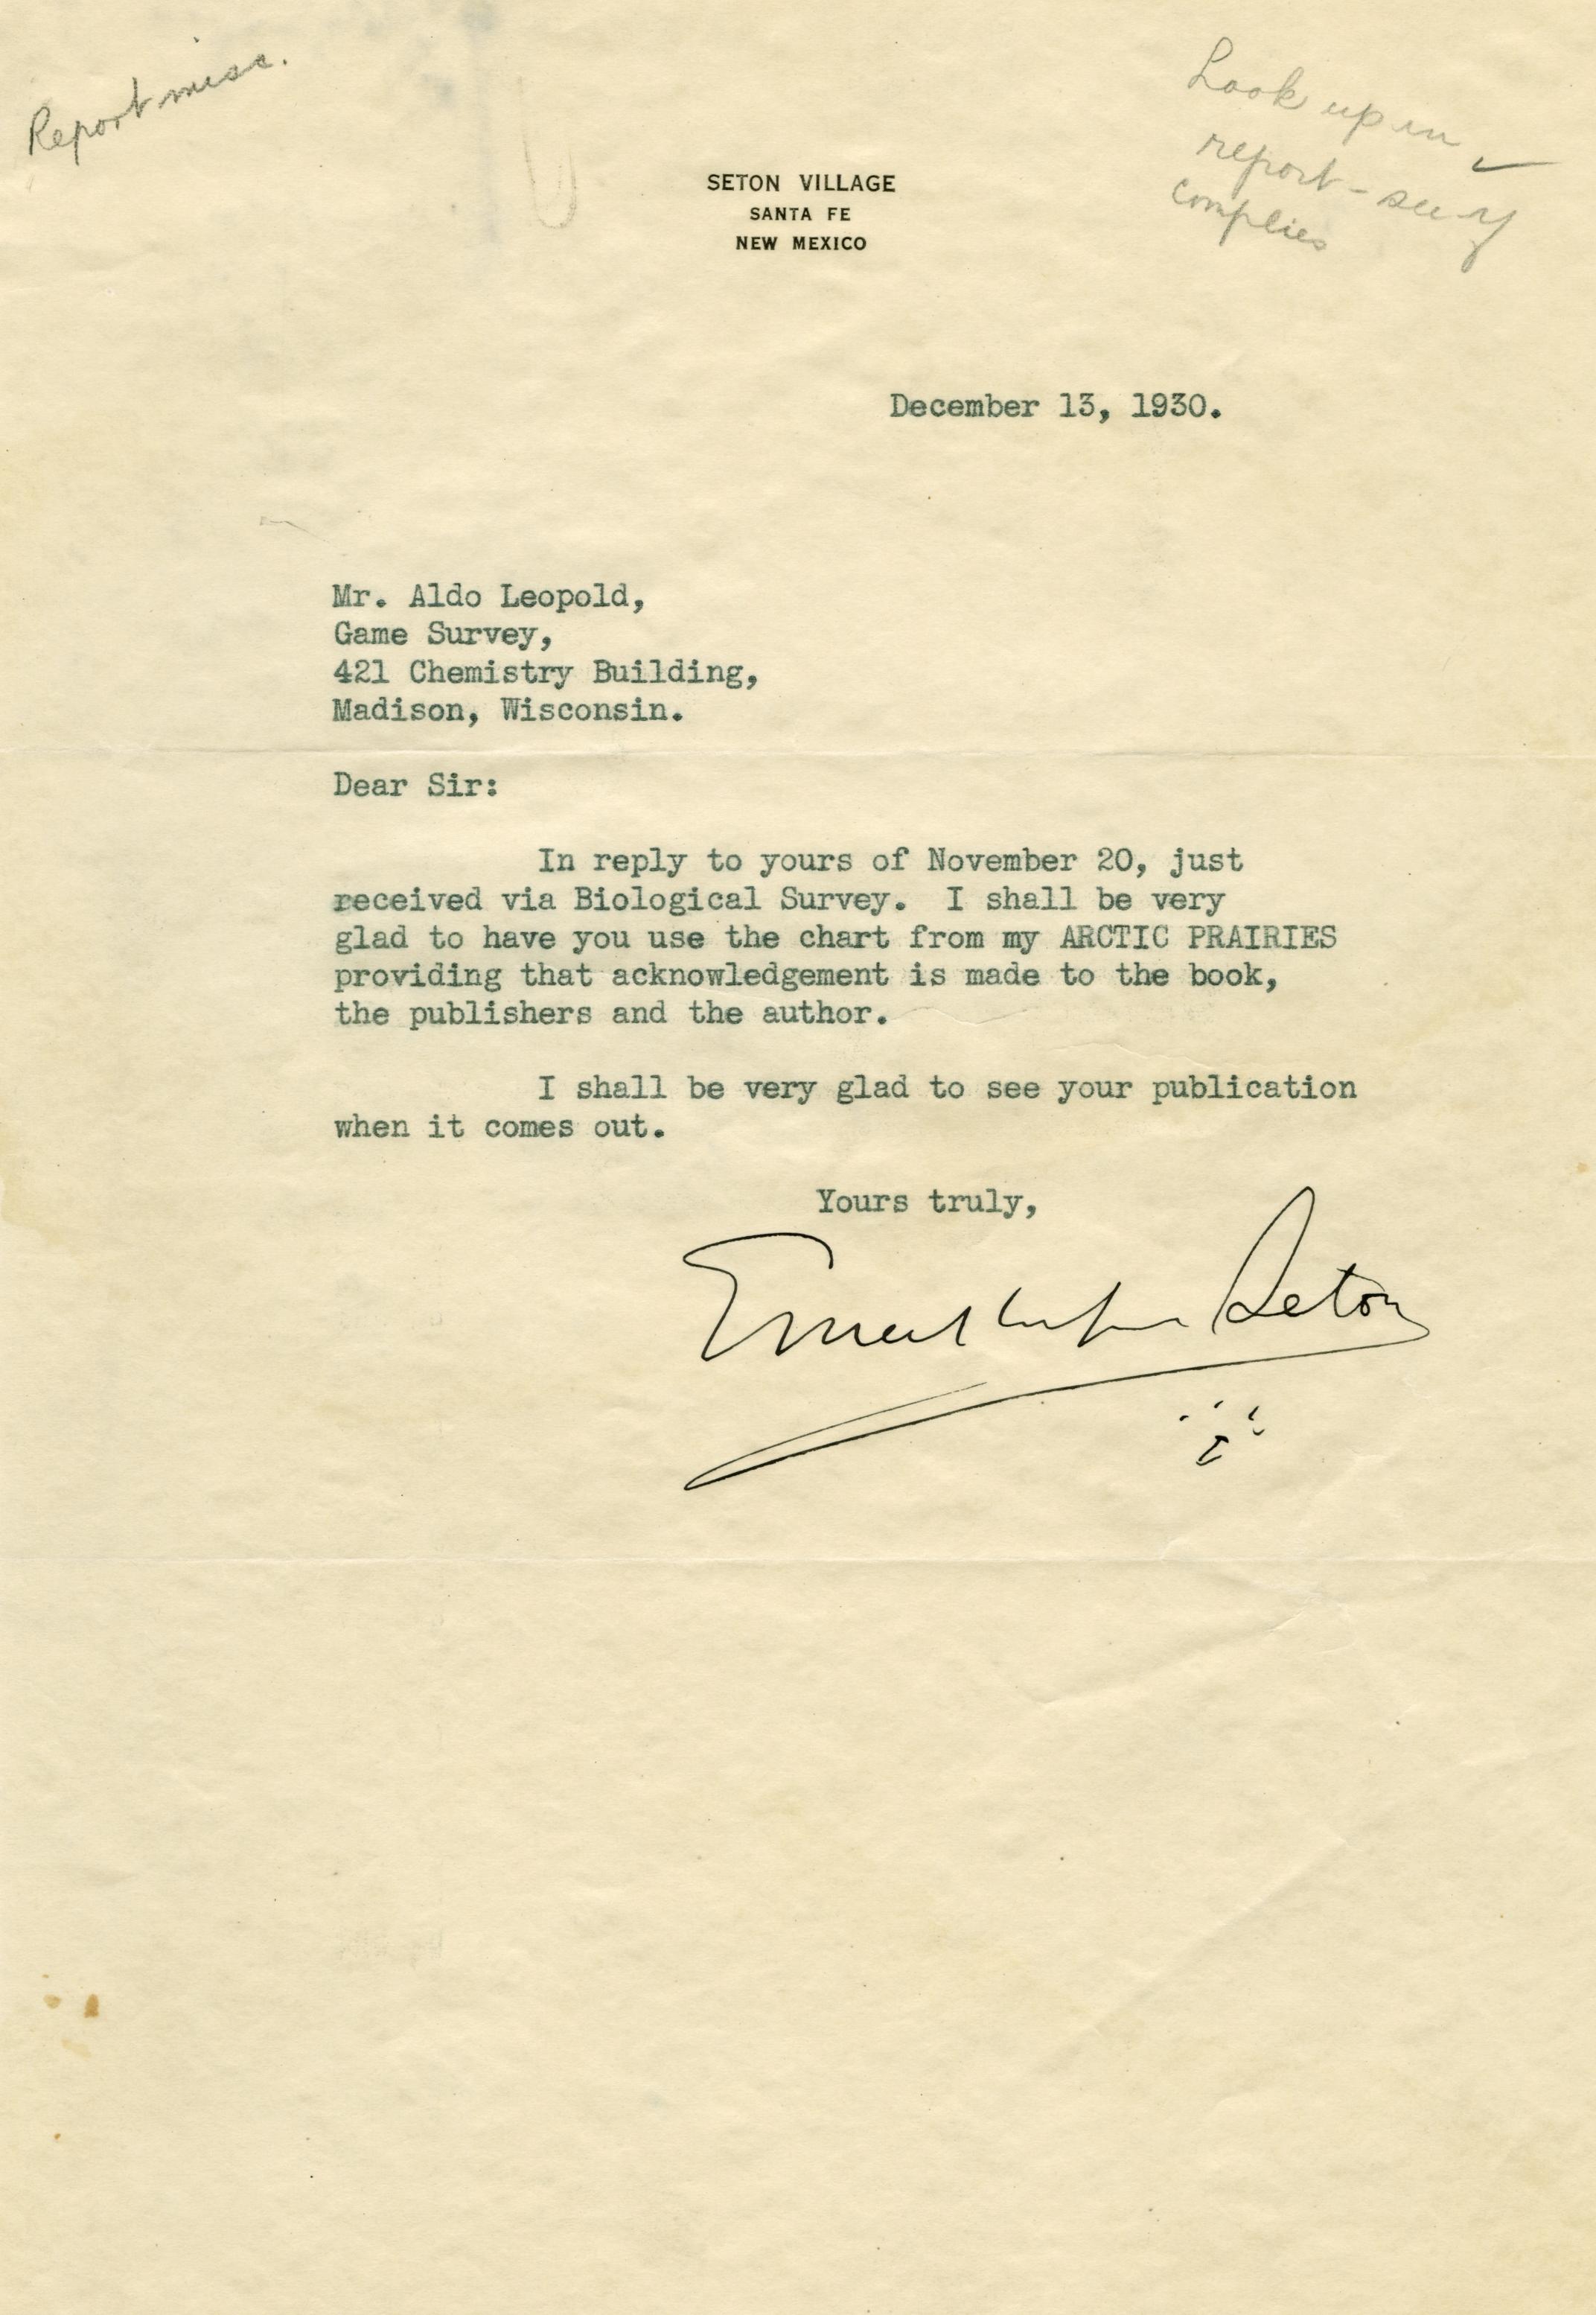 Report misc.
Look up in
report - see if
complies
SETON VILLAGE
SANTA FE
NEW MEXICO
December 13, 1930.
Mr. Aldo Leopold,
Game Survey,
421 Chemistry Building,
Madison, Wisconsin.
Dear Sir:
In reply to yours of November 20, just
received via Biological Survey. I shall be very
glad to have you use the chart from my ARCTIC PRAIRIES
providing that acknowledgement is made to the book,
the publishers and the author.
I shall be very glad to see your publication
when it comes out.
Yours truly,
Ernest Seton